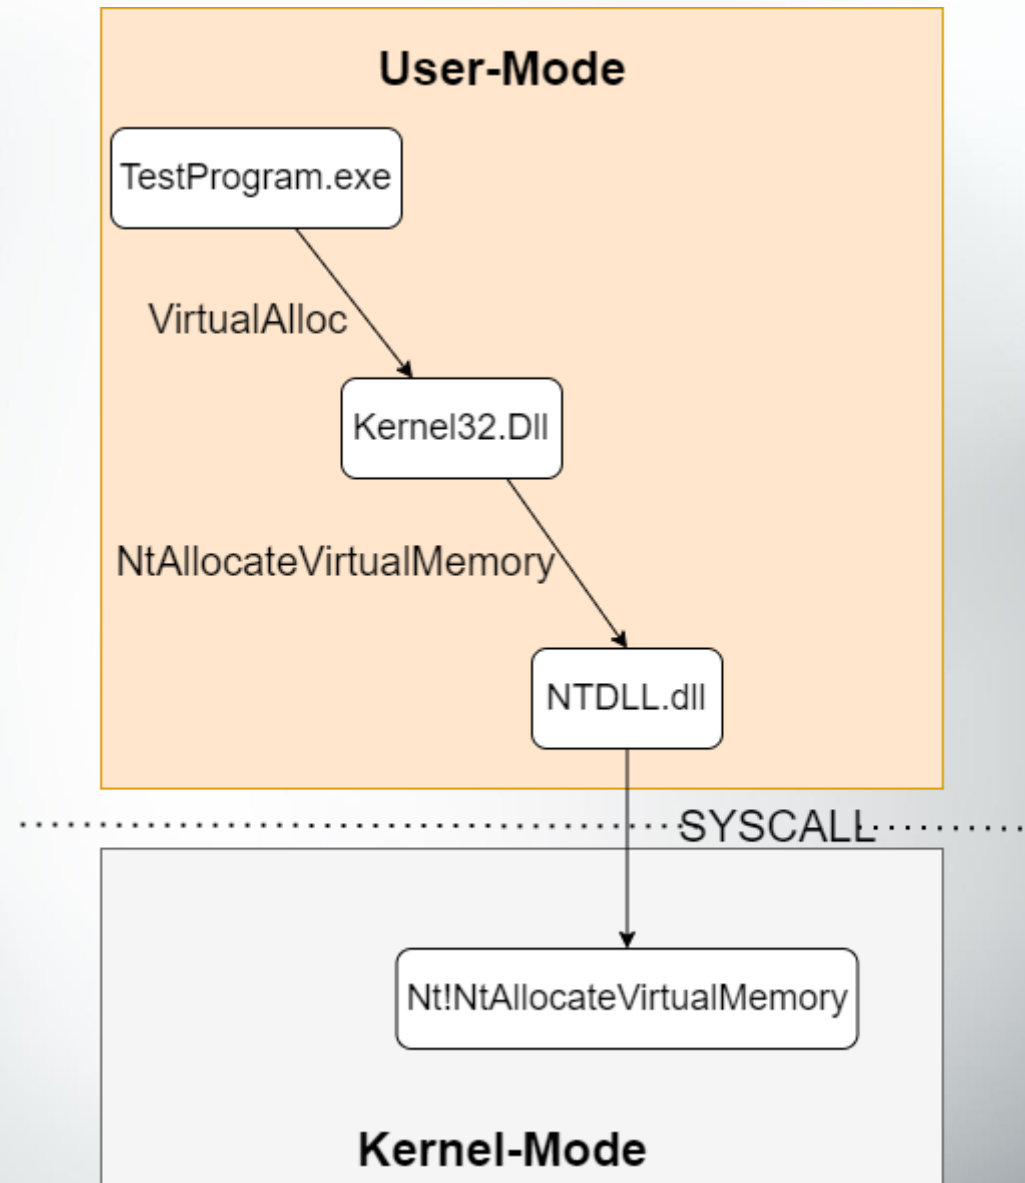 User-Mode
TestProgram.exe
VirtualAlloc
Kernel32.Dll
NtAllocateVirtualMemory
NTDLL.dll
SYSCALL
Nt!NtAllocateVirtualMemory
Kernel-Mode